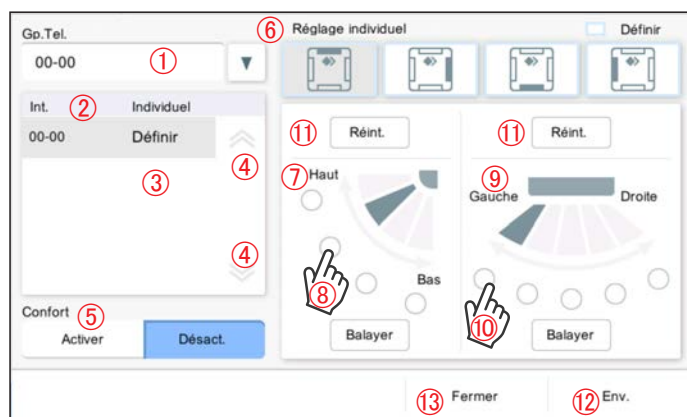 Gp.Tel.
00-00 ① ▼
② Int. Individuel
00-00 Définir
③
④
④
Confort ⑤
Activer Désact.
⑥ Réglage individuel Définir
⑪ Réint.
⑦ Haut
⑧
Bas
Balayer
⑪ Réint.
⑨
Gauche Droite
⑩
Balayer
⑬ Fermer
⑫ Env.